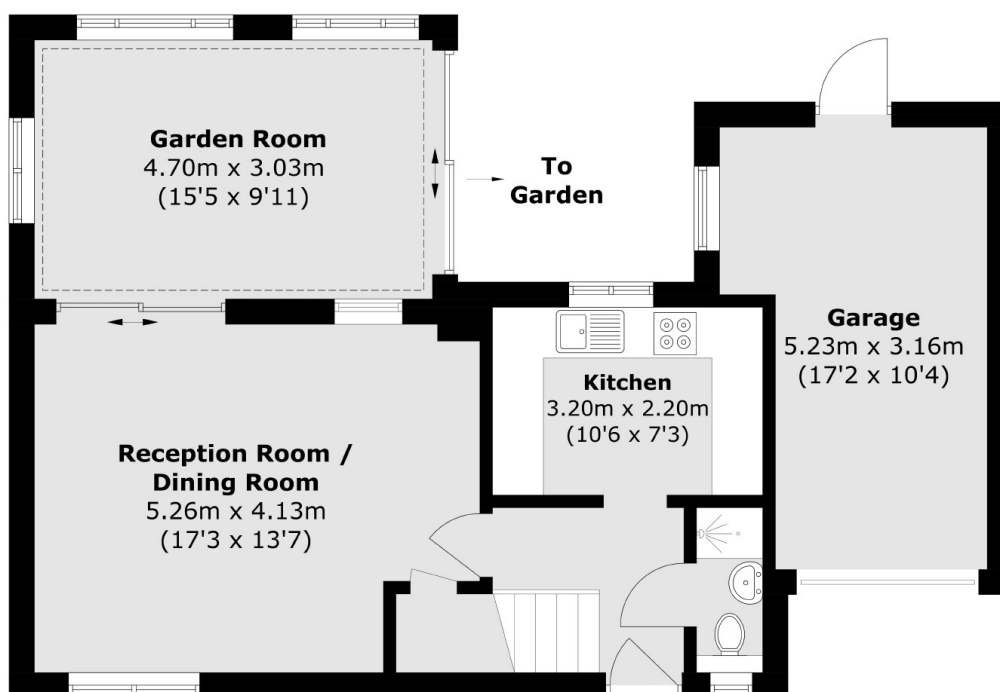 Garden Room
4.70m x 3.03m
(15'5 x 9'11)
To
Garden
Garage
5.23m x 3.16m
(17'2 x 10'4)
Kitchen
3.20m x 2.20m
(10'6 x 7'3)
Reception Room /
Dining Room
5.26m x 4.13m
(17'3 x 13'7)